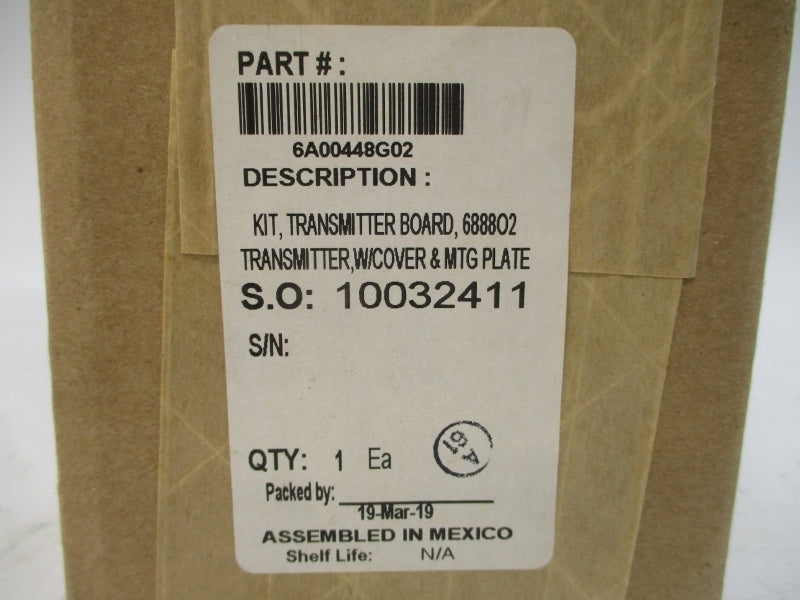 PART # :
6A00448G02
DESCRIPTION :
KIT, TRANSMITTER BOARD, 6888O2
TRANSMITTER,W/COVER & MTG PLATE
S.O: 10032411
S/N:
QTY: 1 Ea
Packed by:
19-Mar-19
ASSEMBLED IN MEXICO
Shelf Life: N/A